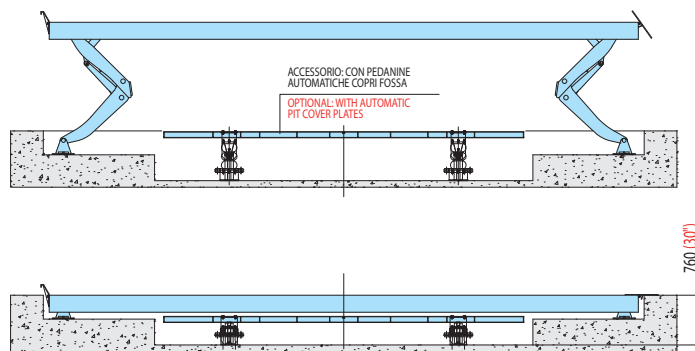 ACCESSORIO: CON PEDANINE
AUTOMATICHE COPRI FOSSA
OPTIONAL: WITH AUTOMATIC
PIT COVER PLATES
760 (30")